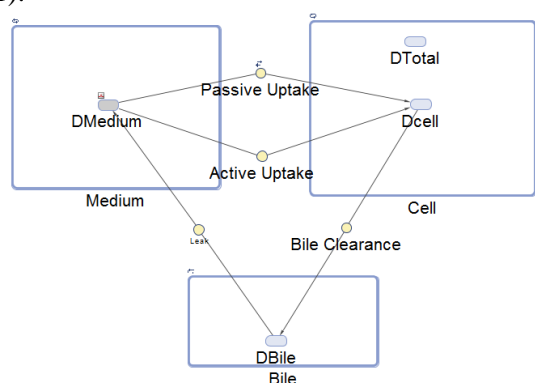 DTotal
Passive Uptake
DMedium
Dcell
Active Uptake
Medium
Cell
Leak
Bile Clearance
DBile
Bile